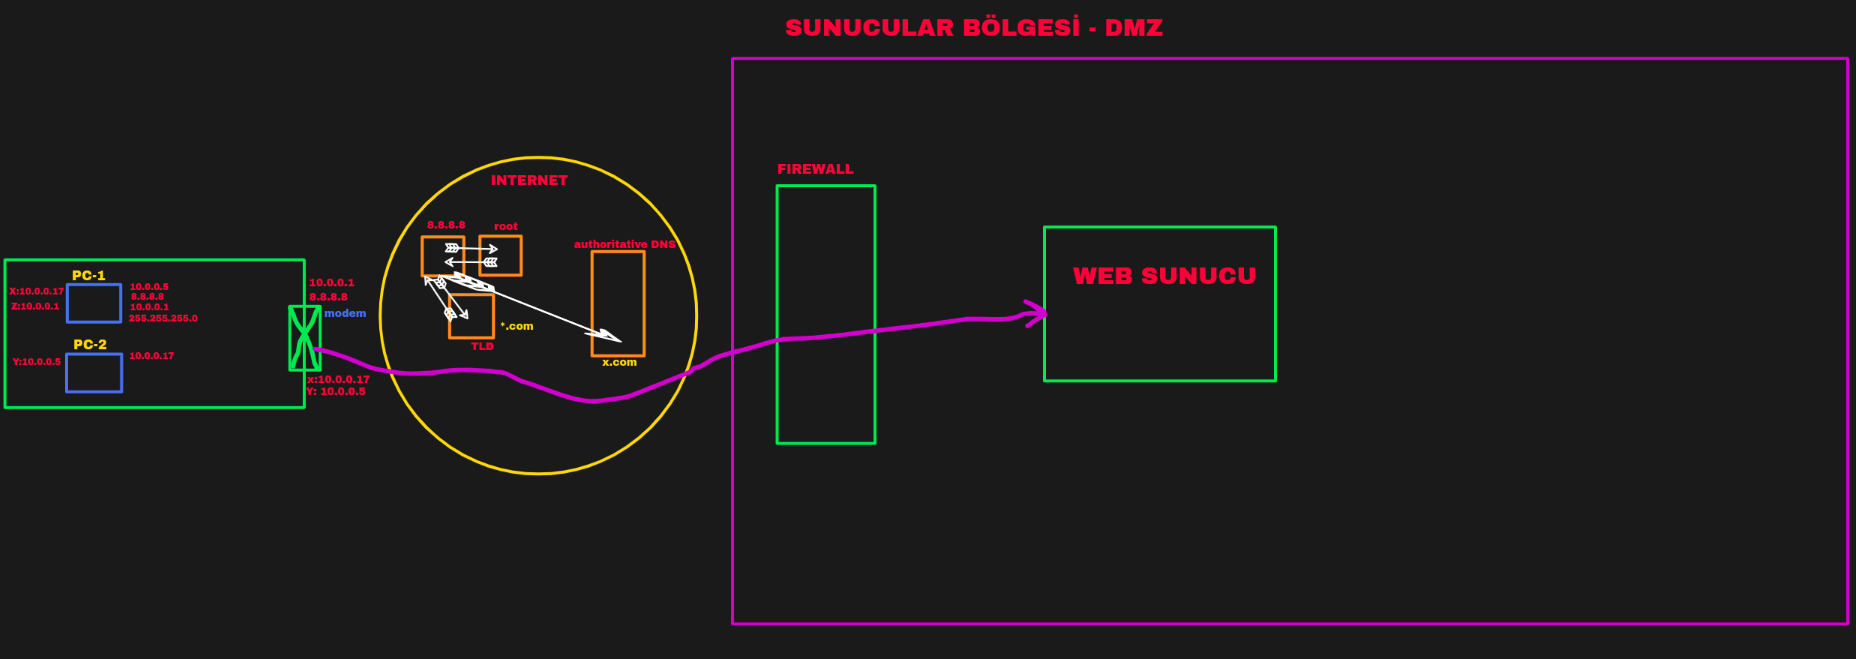 SUNUCULAR BÖLGESİ - DMZ
FIREWALL
WEB SUNUCU
INTERNET
8.8.8.8
root
authoritative DNS
*.com
TLD
x.com
PC-1
X:10.0.0.17
Z:10.0.0.1
10.0.0.5
8.8.8.8
10.0.0.1
255.255.255.0
PC-2
Y:10.0.0.5
10.0.0.17
10.0.0.1
8.8.8.8
modem
x:10.0.0.17
Y: 10.0.0.5